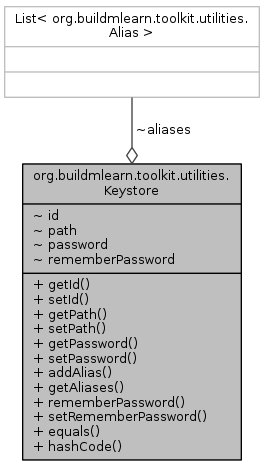 List< org.buildmlearn.toolkit.utilities.
Alias >
~aliases
org.buildmlearn.toolkit.utilities.
Keystore
~ id
~ path
~ password
~ rememberPassword
+ getId()
+ setId()
+ getPath()
+ setPath()
+ getPassword()
+ setPassword()
+ addAlias()
+ getAliases()
+ rememberPassword()
+ setRememberPassword()
+ equals()
+ hashCode()